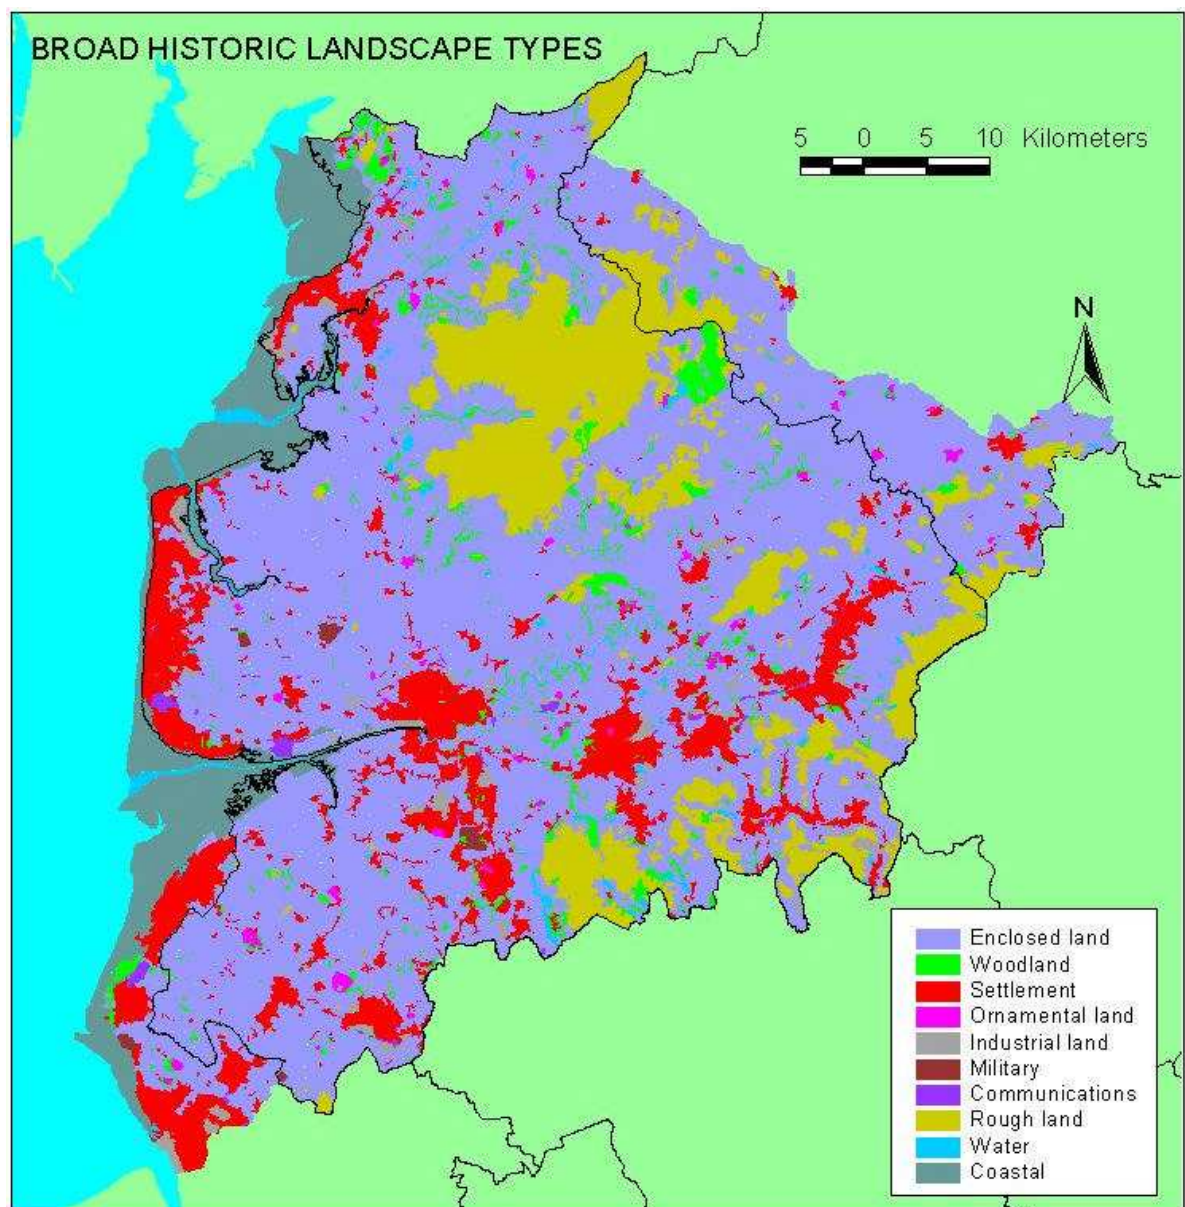 BROAD HISTORIC LANDSCAPE TYPES
5 0 5 10 Kilometers
N
Enclosed land
Woodland
Settlement
Ornamental land
Industrial land
Military
Communications
Rough land
Water
Coastal